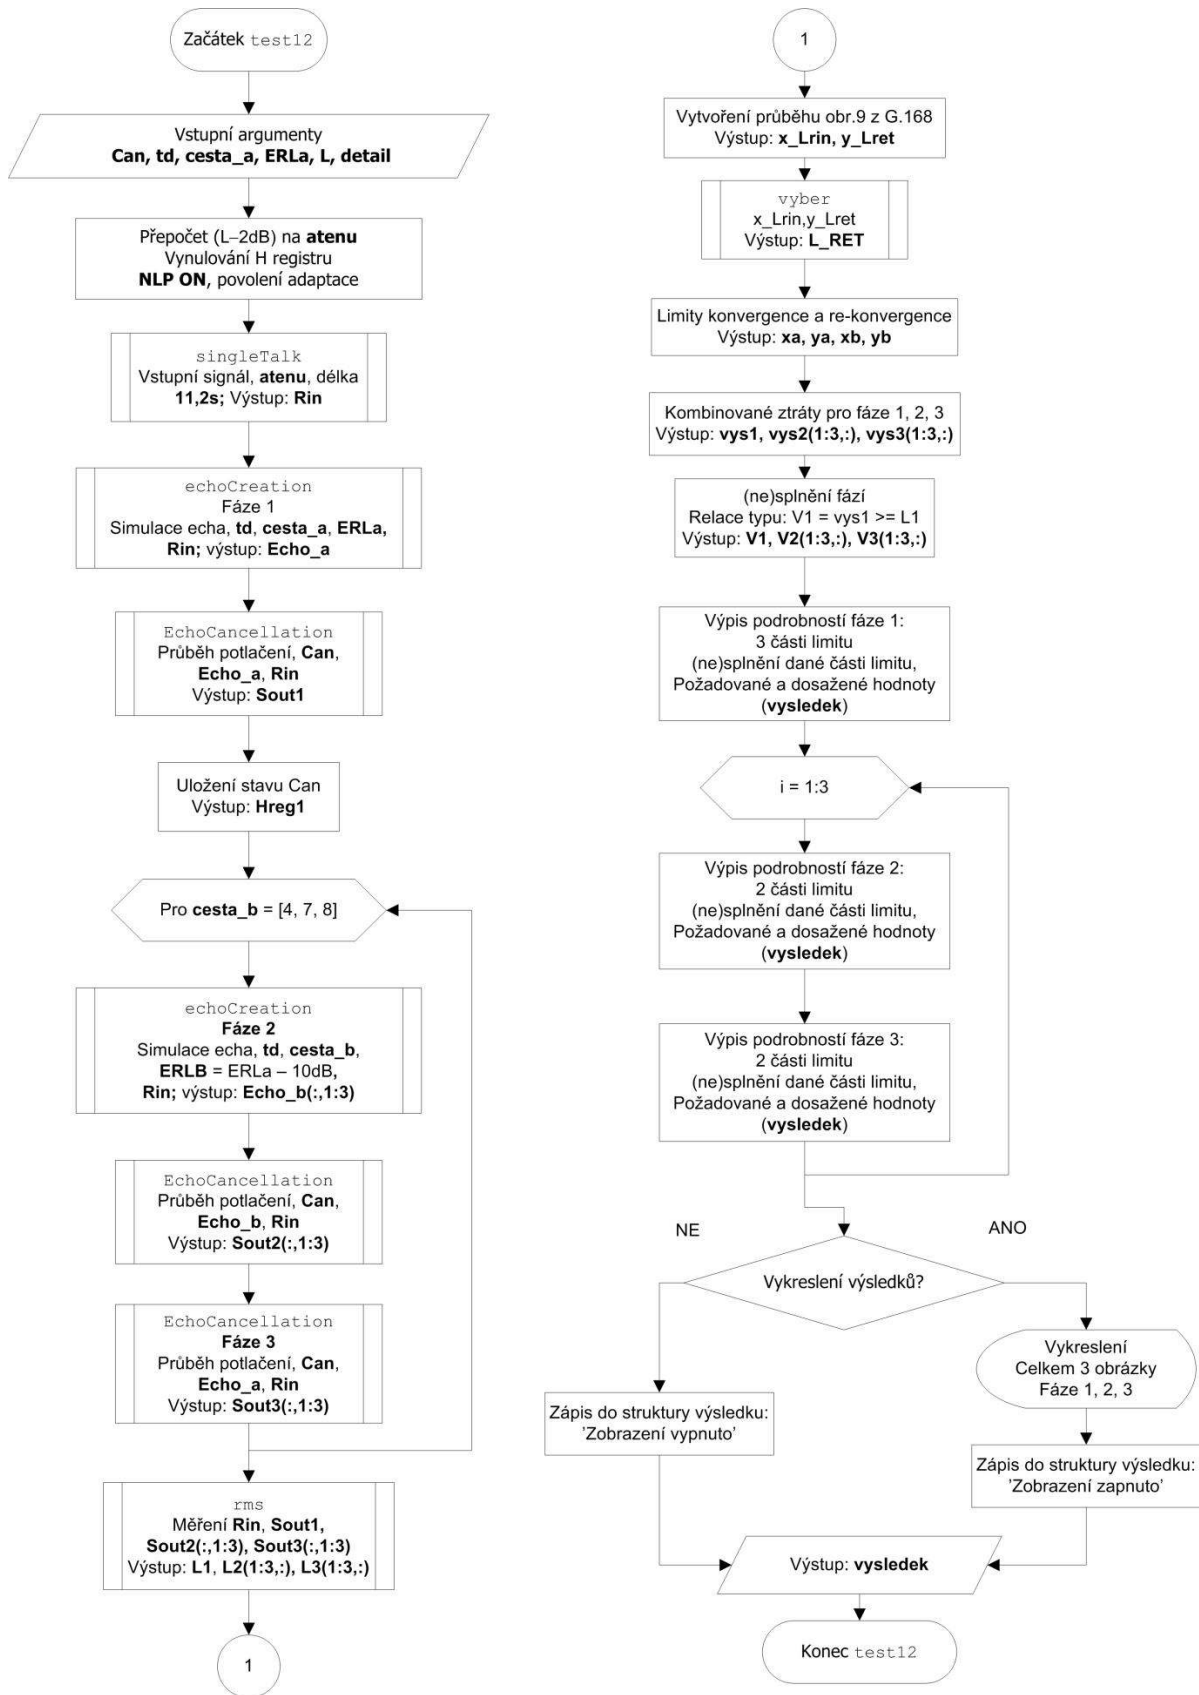 Začátek test12
Vstupní argumenty
Can, td, cesta_a, ERLa, L, detail
Přepočet (L–2dB) na atenu
Vynulování H registru
NLP ON, povolení adaptace
singleTalk
Vstupní signál, atenu, délka
11,2s; Výstup: Rin
echoCreation
Fáze 1
Simulace echa, td, cesta_a, ERLa,
Rin; výstup: Echo_a
EchoCancellation
Průběh potlačení, Can,
Echo_a, Rin
Výstup: Sout1
Uložení stavu Can
Výstup: Hreg1
Pro cesta_b = [4, 7, 8]
echoCreation
Fáze 2
Simulace echa, td, cesta_b,
ERLB = ERLa – 10dB,
Rin; výstup: Echo_b(:,1:3)
EchoCancellation
Průběh potlačení, Can,
Echo_b, Rin
Výstup: Sout2(:,1:3)
EchoCancellation
Fáze 3
Průběh potlačení, Can,
Echo_a, Rin
Výstup: Sout3(:,1:3)
rms
Měření Rin, Sout1,
Sout2(:,1:3), Sout3(:,1:3)
Výstup: L1, L2(1:3,:), L3(1:3,:)
1
1
Vytvoření průběhu obr.9 z G.168
Výstup: x_Lrin, y_Lret
vyber
x_Lrin,y_Lret
Výstup: L_RET
Limity konvergence a re-konvergence
Výstup: xa, ya, xb, yb
Kombinované ztráty pro fáze 1, 2, 3
Výstup: vys1, vys2(1:3,:), vys3(1:3,:)
(ne)splnění fází
Relace typu: V1 = vys1 >= L1
Výstup: V1, V2(1:3,:), V3(1:3,:)
Výpis podrobností fáze 1:
3 části limitu
(ne)splnění dané části limitu,
Požadované a dosažené hodnoty
(vysledek)
i = 1:3
Výpis podrobností fáze 2:
2 části limitu
(ne)splnění dané části limitu,
Požadované a dosažené hodnoty
(vysledek)
Výpis podrobností fáze 3:
2 části limitu
(ne)splnění dané části limitu,
Požadované a dosažené hodnoty
(vysledek)
NE
ANO
Vykreslení výsledků?
Vykreslení
Celkem 3 obrázky
Fáze 1, 2, 3
Zápis do struktury výsledku:
’Zobrazení vypnuto’
Zápis do struktury výsledku:
’Zobrazení zapnuto’
Výstup: vysledek
Konec test12